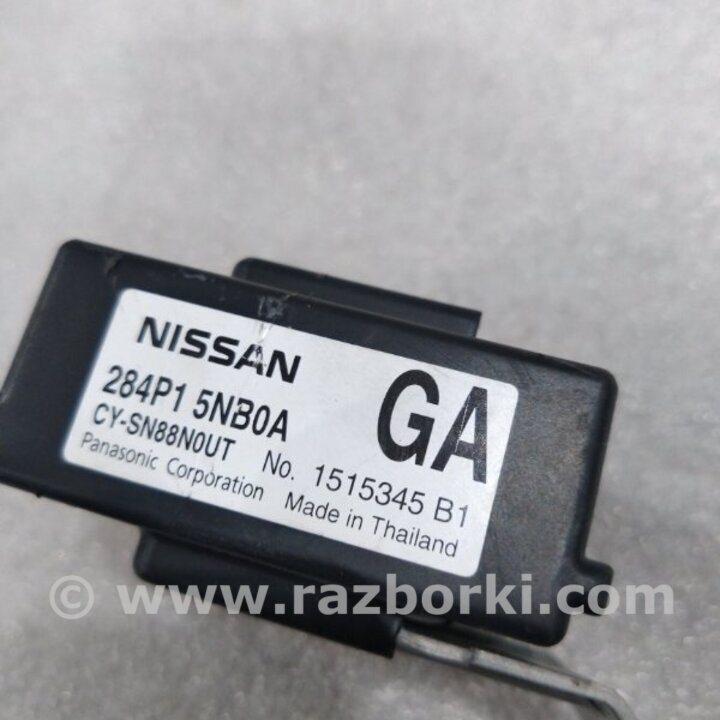 NISSAN
284P1 5NB0A
CY-SN88N0UT
No. 1515345 B1
Panasonic Corporation Made in Thailand
GA
© www.razborki.com